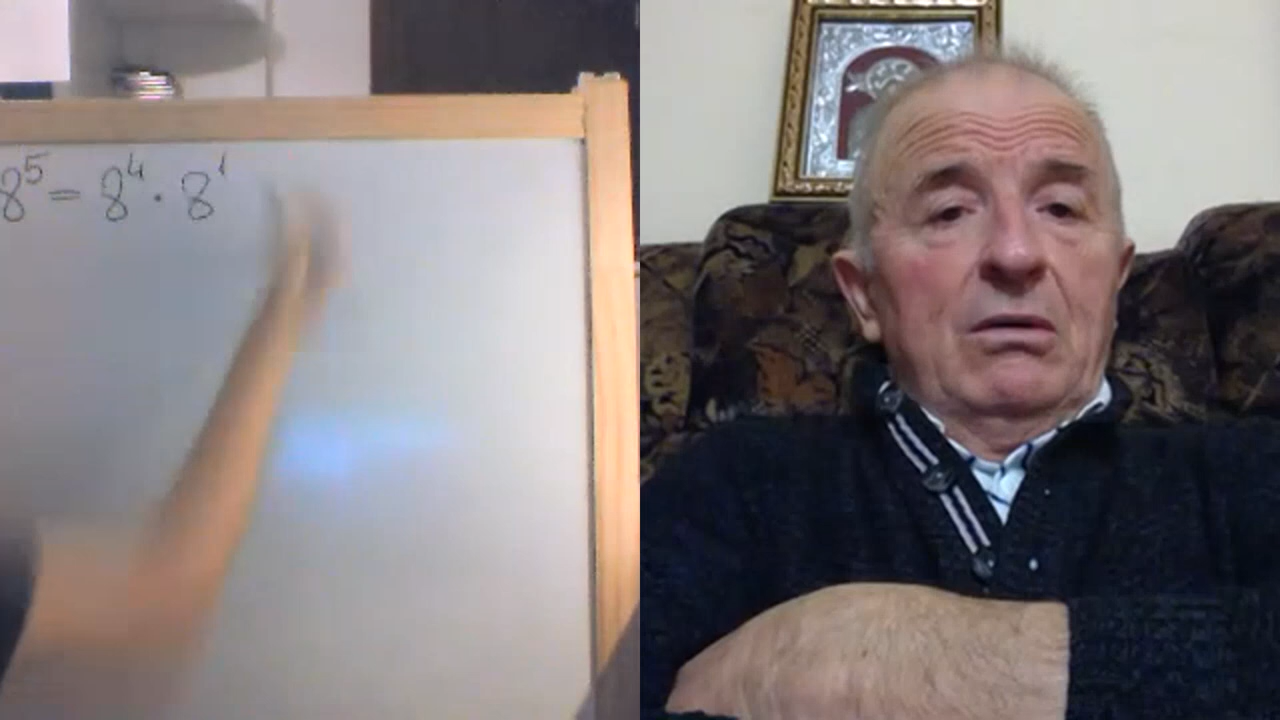 8⁵ = 8⁴ · 8¹